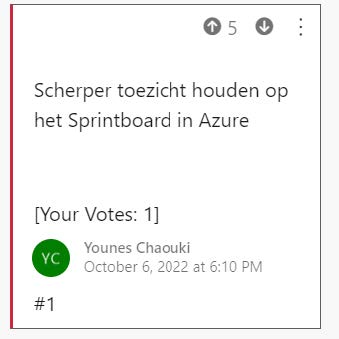 5
Scherper toezicht houden op
het Sprintboard in Azure
[Your Votes: 1]
YC
Younes Chaouki
October 6, 2022 at 6:10 PM
#1